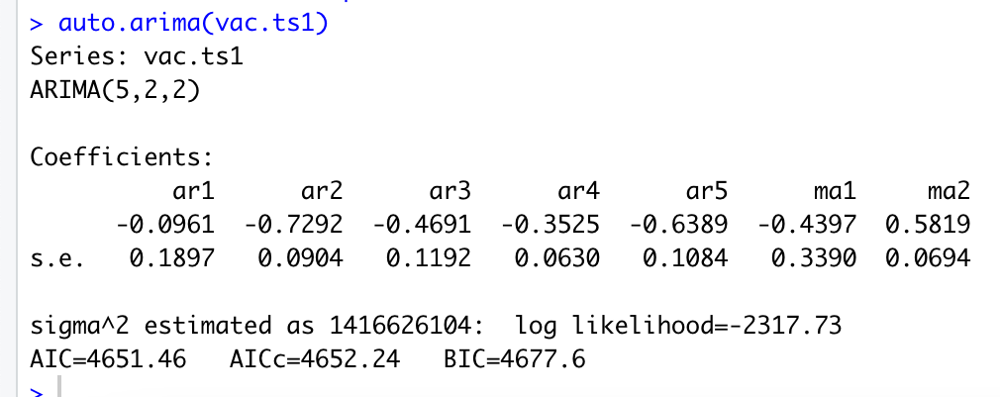 > auto.arima(vac.ts1)
Series: vac.ts1
ARIMA(5,2,2)
Coefficients:
ar1 ar2 ar3 ar4 ar5 ma1 ma2
-0.0961 -0.7292 -0.4691 -0.3525 -0.6389 -0.4397 0.5819
s.e. 0.1897 0.0904 0.1192 0.0630 0.1084 0.3390 0.0694
sigma^2 estimated as 1416626104: log likelihood=-2317.73
AIC=4651.46 AICc=4652.24 BIC=4677.6
>